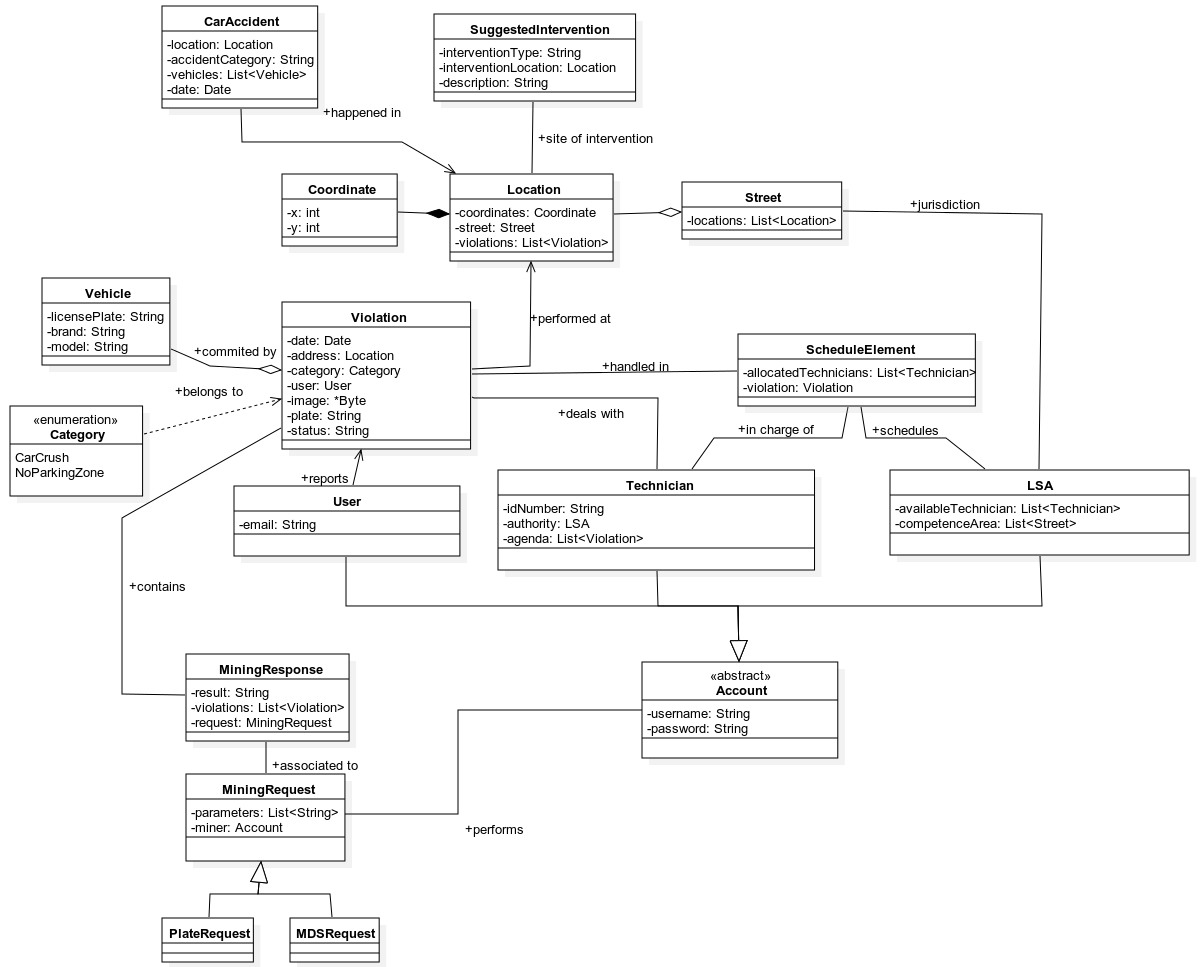 CarAccident
-location: Location
-accidentCategory: String
-vehicles: List<Vehicle>
-date: Date
SuggestedIntervention
-interventionType: String
-interventionLocation: Location
-description: String
+happened in
+site of intervention
Coordinate
-x: int
-y: int
Location
-coordinates: Coordinate
-street: Street
-violations: List<Violation>
Street
-locations: List<Location>
+jurisdiction
Vehicle
-licensePlate: String
-brand: String
-model: String
+commited by
+belongs to
Violation
-date: Date
-address: Location
-category: Category
-user: User
-image: *Byte
-plate: String
-status: String
+performed at
+handled in
ScheduleElement
-allocatedTechnicians: List<Technician>
-violation: Violation
+deals with
+in charge of
+schedules
«enumeration»
Category
CarCrush
NoParkingZone
+reports
User
-email: String
Technician
-idNumber: String
-authority: LSA
-agenda: List<Violation>
LSA
-availableTechnician: List<Technician>
-competenceArea: List<Street>
+contains
MiningResponse
-result: String
-violations: List<Violation>
-request: MiningRequest
«abstract»
Account
-username: String
-password: String
+associated to
MiningRequest
-parameters: List<String>
-miner: Account
+performs
PlateRequest
MDSRequest